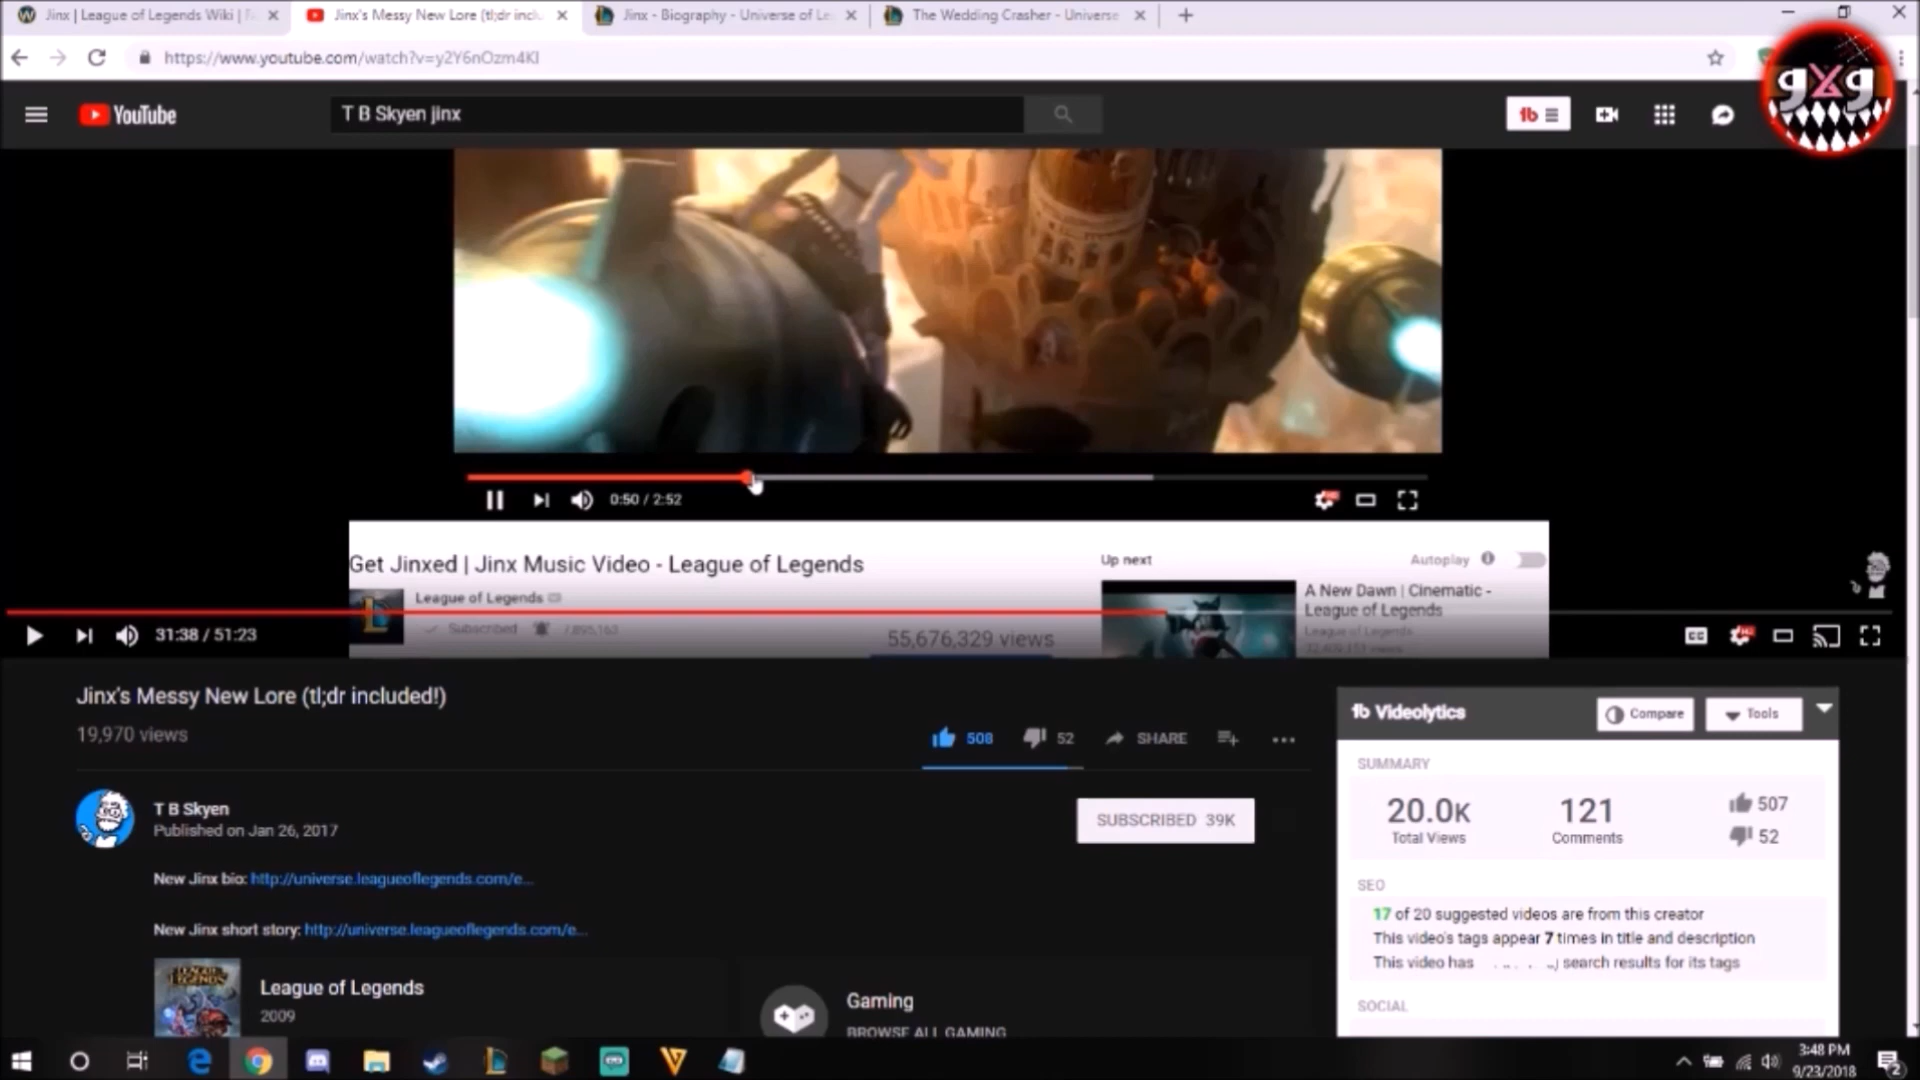 Jinx | League of Legends Wiki |
Jinx's Messy New Lore (tl;dr incl
Jinx - Biography - Universe of Le
The Wedding Crasher - Universe
https://www.youtube.com/watch?v=y2Y6nOzm4KI
gXg
YouTube
T B Skyen jinx
tb
0:50 / 2:52
Get Jinxed | Jinx Music Video - League of Legends
Up next
Autoplay
League of Legends
A New Dawn | Cinematic -
League of Legends
League of Legends
Subscribed 7,895,163
55,676,329 views
31:38 / 51:23
CC
Jinx's Messy New Lore (tl;dr included!)
19,970 views
508
52
SHARE
T B Skyen
Published on Jan 26, 2017
SUBSCRIBED 39K
New Jinx bio: http://universe.leagueoflegends.com/e...
New Jinx short story: http://universe.leagueoflegends.com/e...
League of Legends
2009
Gaming
BROWSE ALL GAMING
tb Videolytics
Compare
Tools
SUMMARY
20.0K
Total Views
121
Comments
507
52
SEO
17 of 20 suggested videos are from this creator
This video's tags appear 7 times in title and description
This video has search results for its tags
SOCIAL
3:48 PM
9/23/2018
2